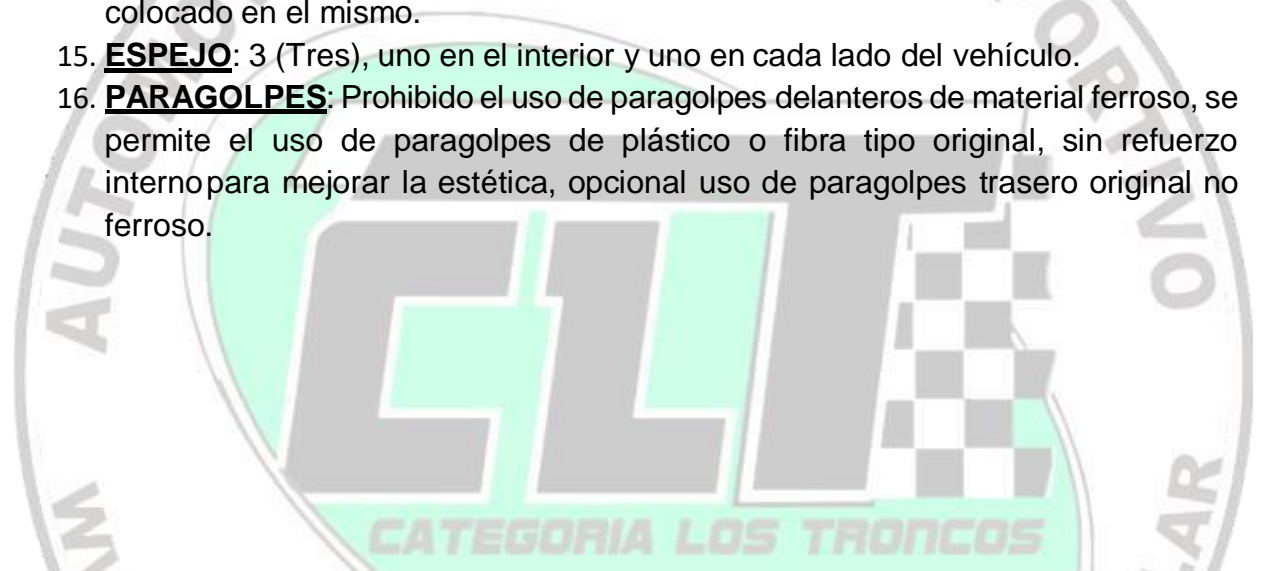 colocado en el mismo.
15. ESPEJO: 3 (Tres), uno en el interior y uno en cada lado del vehículo.
16. PARAGOLPES: Prohibido el uso de paragolpes delanteros de material ferroso, se
permite el uso de paragolpes de plástico o fibra tipo original, sin refuerzo
internopara mejorar la estética, opcional uso de paragolpes trasero original no
ferroso.
CLT
CATEGORIA LOS TRONCOS